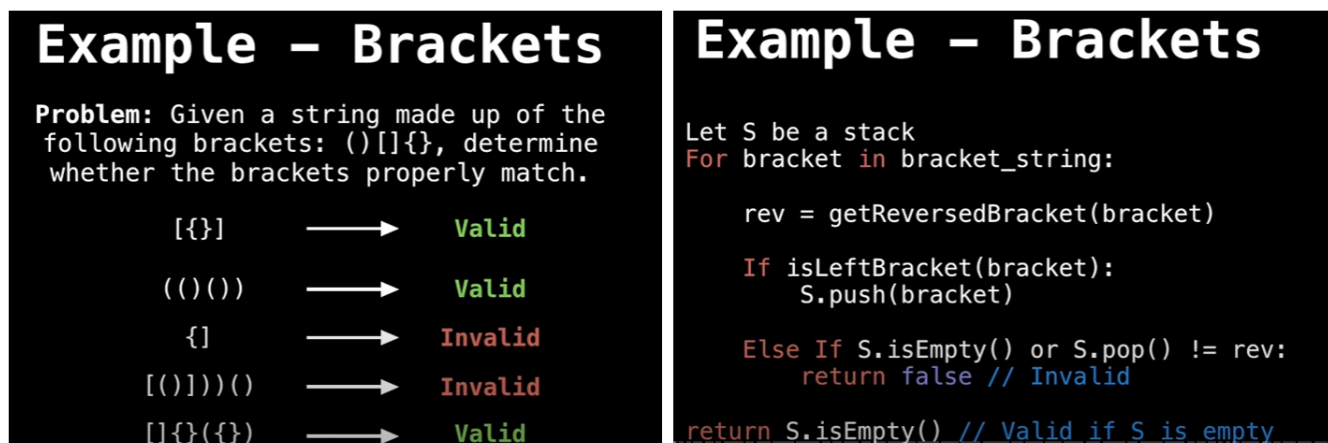 Example – Brackets
Problem: Given a string made up of the
following brackets: ()[]{}, determine
whether the brackets properly match.
[{}] Valid
(()()) Valid
{] Invalid
[()]))() Invalid
[]{}({}) Valid
Example – Brackets
Let S be a stack
For bracket in bracket_string:
rev = getReversedBracket(bracket)
If isLeftBracket(bracket):
S.push(bracket)
Else If S.isEmpty() or S.pop() != rev:
return false // Invalid
return S.isEmpty() // Valid if S is empty